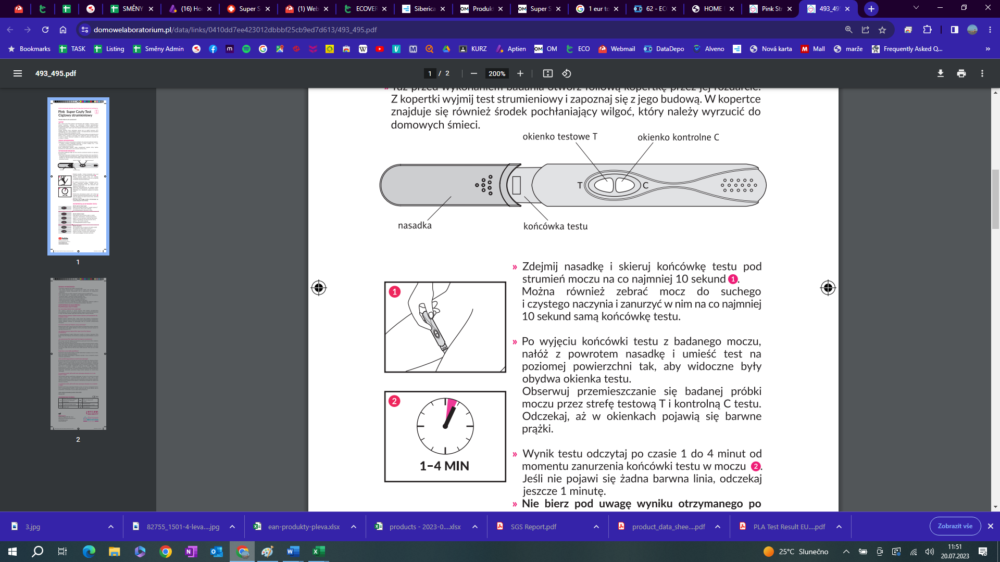 SMĚNY
(16) Ho
Super S
(1) Web
ECOVER
Siberica
Produkt
Super S
1 eur to
62 - EC
HOME
Pink Str
493_495
domowelaboratorium.pl/data/links/0410dd7ee423012dbbbf25cb9ed7d613/493_495.pdf
Bookmarks
TASK
Listing
Směny Admin
KURZ
Aptien
OM
ECO
Webmail
DataDepo
Alveno
Nová karta
Mall
marže
Frequently Asked Q...
493_495.pdf
1 / 2
200%
Pink Super Czuły Test
Ciążowy strumieniowy
1
2
» Tuż przed wykonaniem badania otwórz foliową kopertkę przez jej rozdarcie.
Z kopertki wyjmij test strumieniowy i zapoznaj się z jego budową. W kopertce
znajduje się również środek pochłaniający wilgoć, który należy wyrzucić do
domowych śmieci.
okienko testowe T
okienko kontrolne C
T
C
nasadka
końcówka testu
1
» Zdejmij nasadkę i skieruj końcówkę testu pod
strumień moczu na co najmniej 10 sekund 1.
Można również zebrać mocz do suchego
i czystego naczynia i zanurzyć w nim na co najmniej
10 sekund samą końcówkę testu.
» Po wyjęciu końcówki testu z badanego moczu,
nałóż z powrotem nasadkę i umieść test na
poziomej powierzchni tak, aby widoczne były
obydwa okienka testu.
Obserwuj przemieszczanie się badanej próbki
moczu przez strefę testową T i kontrolną C testu.
Odczekaj, aż w okienkach pojawią się barwne
prążki.
2
1–4 MIN
» Wynik testu odczytaj po czasie 1 do 4 minut od
momentu zanurzenia końcówki testu w moczu 2.
Jeśli nie pojawi się żadna barwna linia, odczekaj
jeszcze 1 minutę.
» Nie bierz pod uwagę wyniku otrzymanego po
3.jpg
82755_1501-4-leva....jpg
ean-produkty-pleva.xlsx
products - 2023-0....xlsx
SGS Report.pdf
product_data_shee....pdf
PLA Test Result EU....pdf
Zobrazit vše
25°C Slunečno
11:51
20.07.2023